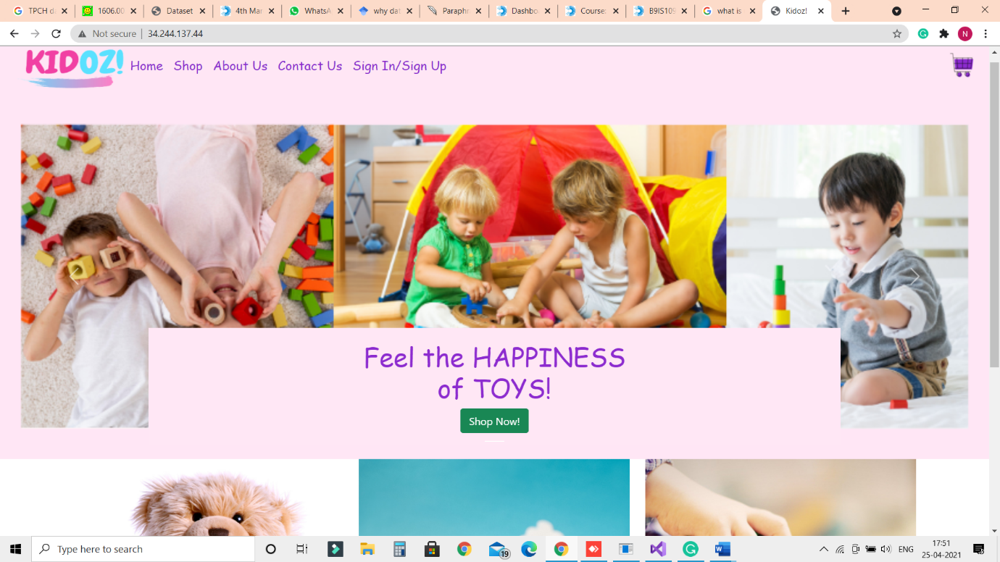 TPCH d
1606.00
Dataset
4th Mar
WhatsA
why dat
Paraphr
Dashbo
Course:
B9IS109
what is
Kidoz!
Not secure
34.244.137.44
N
KIDOZ!
Home Shop About Us Contact Us Sign In/Sign Up
Feel the HAPPINESS
of TOYS!
Shop Now!
Type here to search
19
W
ENG
17:51
25-04-2021